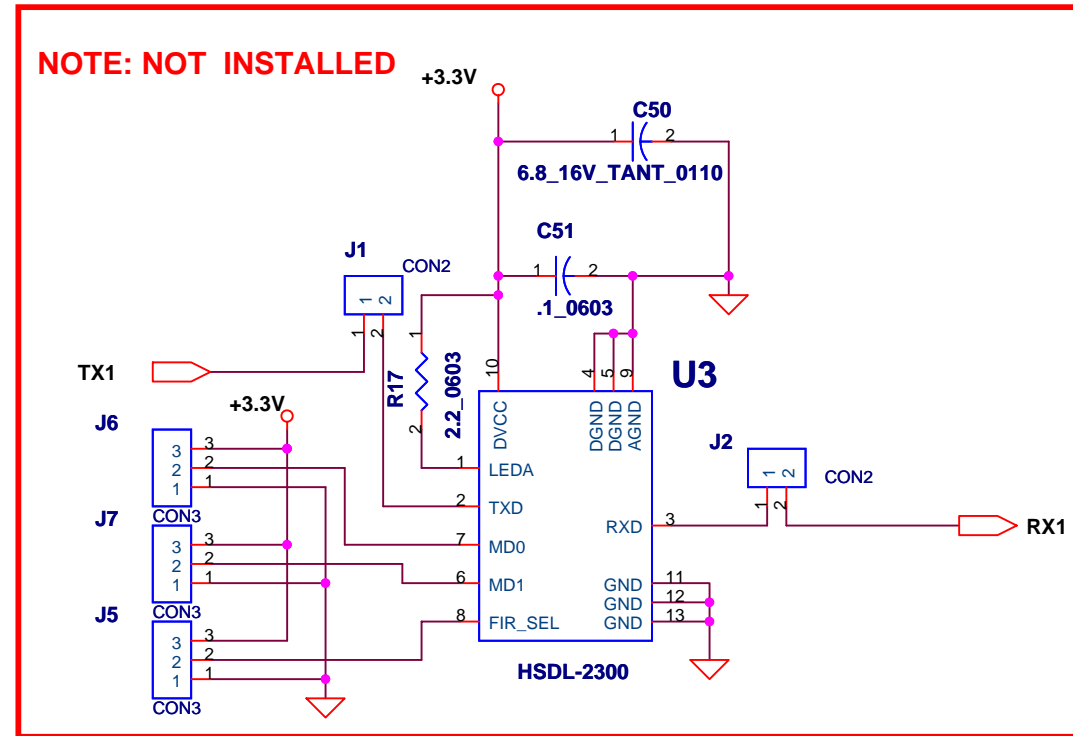 NOTE: NOT INSTALLED
+3.3V
C50
1 2
6.8_16V_TANT_0110
C51
1 2
.1_0603
J1
CON2
1 2
1 2
TX1
1
R17
2.2_0603
2
10
4 5 9
U3
DVCC
DGND
DGND
AGND
1 LEDA
2 TXD
7 MD0
6 MD1
8 FIR_SEL
RXD 3
GND 11
GND 12
GND 13
HSDL-2300
+3.3V
J6
3 3
2 2
1 1
CON3
J7
3 3
2 2
1 1
CON3
J5
3 3
2 2
1 1
CON3
J2
1 2
CON2
1 2
RX1